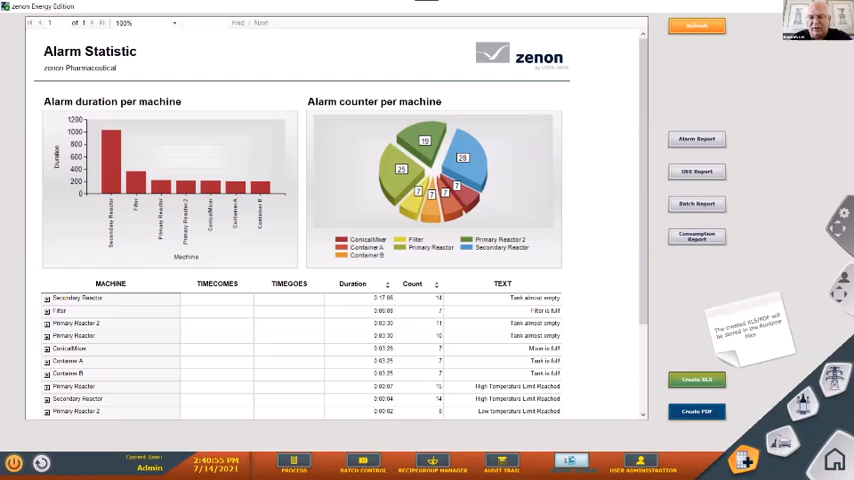 zenon Energy Edition
1 of 1 100% Find | Next
Refresh
Alarm Statistic
zenon Pharmaceutical
zenon
Alarm duration per machine
Alarm counter per machine
1200
1000
800
600
400
200
0
Duration
Secondary Reactor
Filter
Primary Reactor
Primary Reactor 2
ConicalMixer
Container A
Container B
Machine
19
28
25
7
7
7
7
ConicalMixer Filter Primary Reactor 2
Container A Primary Reactor Secondary Reactor
Container B
MACHINE TIMECOMES TIMEGOES Duration Count TEXT
Secondary Reactor 0:17:05 14 Tank almost empty
Filter 0:06:08 7 Filter is full!
Primary Reactor 2 0:03:30 11 Tank almost empty
Primary Reactor 0:03:30 10 Tank almost empty
ConicalMixer 0:03:25 7 Mixer is full!
Container A 0:03:25 7 Tank is full!
Container B 0:03:25 7 Tank is full!
Primary Reactor 0:00:07 15 High Temperature Limit Reached
Secondary Reactor 0:00:04 14 High Temperature Limit Reached
Primary Reactor 2 0:00:02 8 Low temperature Limit Reached
Alarm Report
OEE Report
Batch Report
Consumption
Report
The created XLS/PDF will
be stored in the Runtime
files
Create XLS
Create PDF
Current User:
Admin
2:40:55 PM
7/14/2021
PROCESS
BATCH CONTROL
RECIPEGROUP MANAGER
AUDIT TRAIL
USER ADMINISTRATION